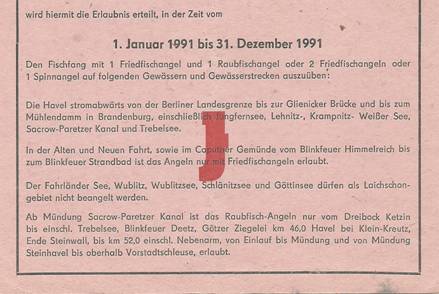 wird hiermit die Erlaubnis erteilt, in der Zeit vom
1. Januar 1991 bis 31. Dezember 1991
Den Fischfang mit 1 Friedfischangel und 1 Raubfischangel oder 2 Friedfischangeln oder
1 Spinnangel auf folgenden Gewässern und Gewässerstrecken auszuüben:
Die Havel stromabwärts von der Berliner Landesgrenze bis zur Glienicker Brücke und bis zum
Mühlendamm in Brandenburg, einschließlich Jungfernsee, Lehnitz-, Krampnitz- Weißer See,
Sacrow-Paretzer Kanal und Trebelsee.
In der Alten und Neuen Fahrt, sowie im Caputher Gemünde vom Blinkfeuer Himmelreich bis
zum Blinkfeuer Strandbad ist das Angeln nur mit Friedfischangeln erlaubt.
Der Fahrländer See, Wublitz, Wublitzsee, Schlänitzsee und Göttinsee dürfen als Laichschon-
gebiet nicht beangelt werden.
Ab Mündung Sacrow-Paretzer Kanal ist das Raubfisch-Angeln nur vom Dreibock Ketzin
bis einschl. Trebelsee, Blinkfeuer Deetz, Götzer Ziegelei km 46,0 Havel bei Klein-Kreutz,
Ende Steinwall, bis km 52,0 einschl. Nebenarm, von Einlauf bis Mündung und von Mündung
Steinhavel bis oberhalb Vorstadtschleuse, erlaubt.
J